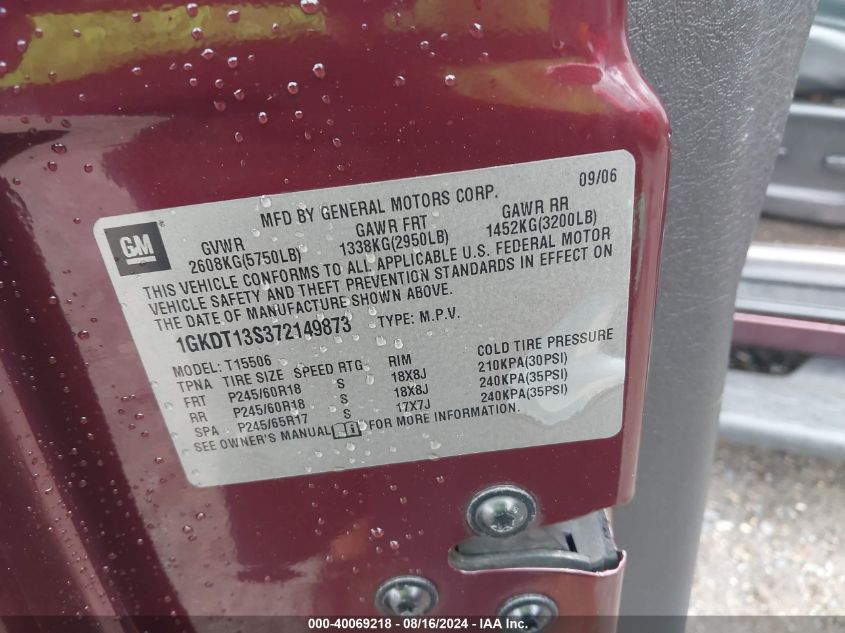 09/06
MFD BY GENERAL MOTORS CORP.
GM
GVWR GAWR FRT GAWR RR
2608KG(5750LB) 1338KG(2950LB) 1452KG(3200LB)
THIS VEHICLE CONFORMS TO ALL APPLICABLE U.S. FEDERAL MOTOR
VEHICLE SAFETY AND THEFT PREVENTION STANDARDS IN EFFECT ON
THE DATE OF MANUFACTURE SHOWN ABOVE.
1GKDT13S372149873 TYPE: M.P.V.
MODEL: T15506
TPNA TIRE SIZE SPEED RTG RIM COLD TIRE PRESSURE
FRT P245/60R18 S 18X8J 210KPA(30PSI)
RR P245/60R18 S 18X8J 240KPA(35PSI)
SPA P245/65R17 S 17X7J 240KPA(35PSI)
SEE OWNER'S MANUAL i FOR MORE INFORMATION.
000-40069218 - 08/16/2024 - IAA Inc.